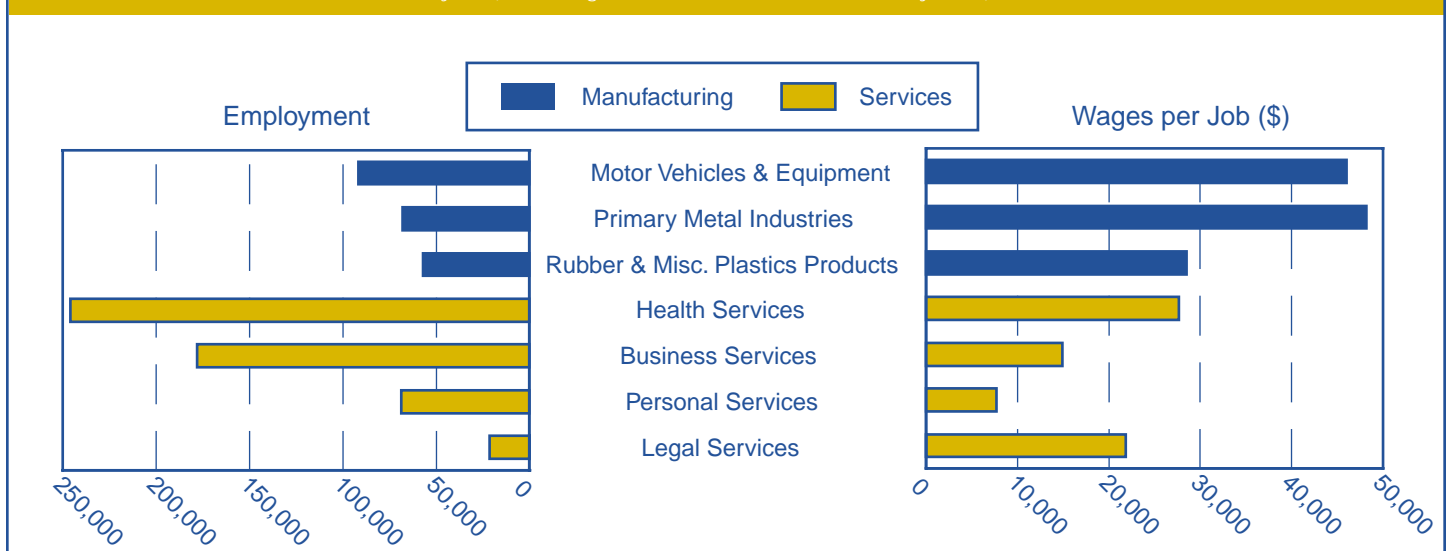 Manufacturing Services
Employment
Wages per Job ($)
Motor Vehicles & Equipment
Primary Metal Industries
Rubber & Misc. Plastics Products
Health Services
Business Services
Personal Services
Legal Services
250,000 200,000 150,000 100,000 50,000 0
0 10,000 20,000 30,000 40,000 50,000